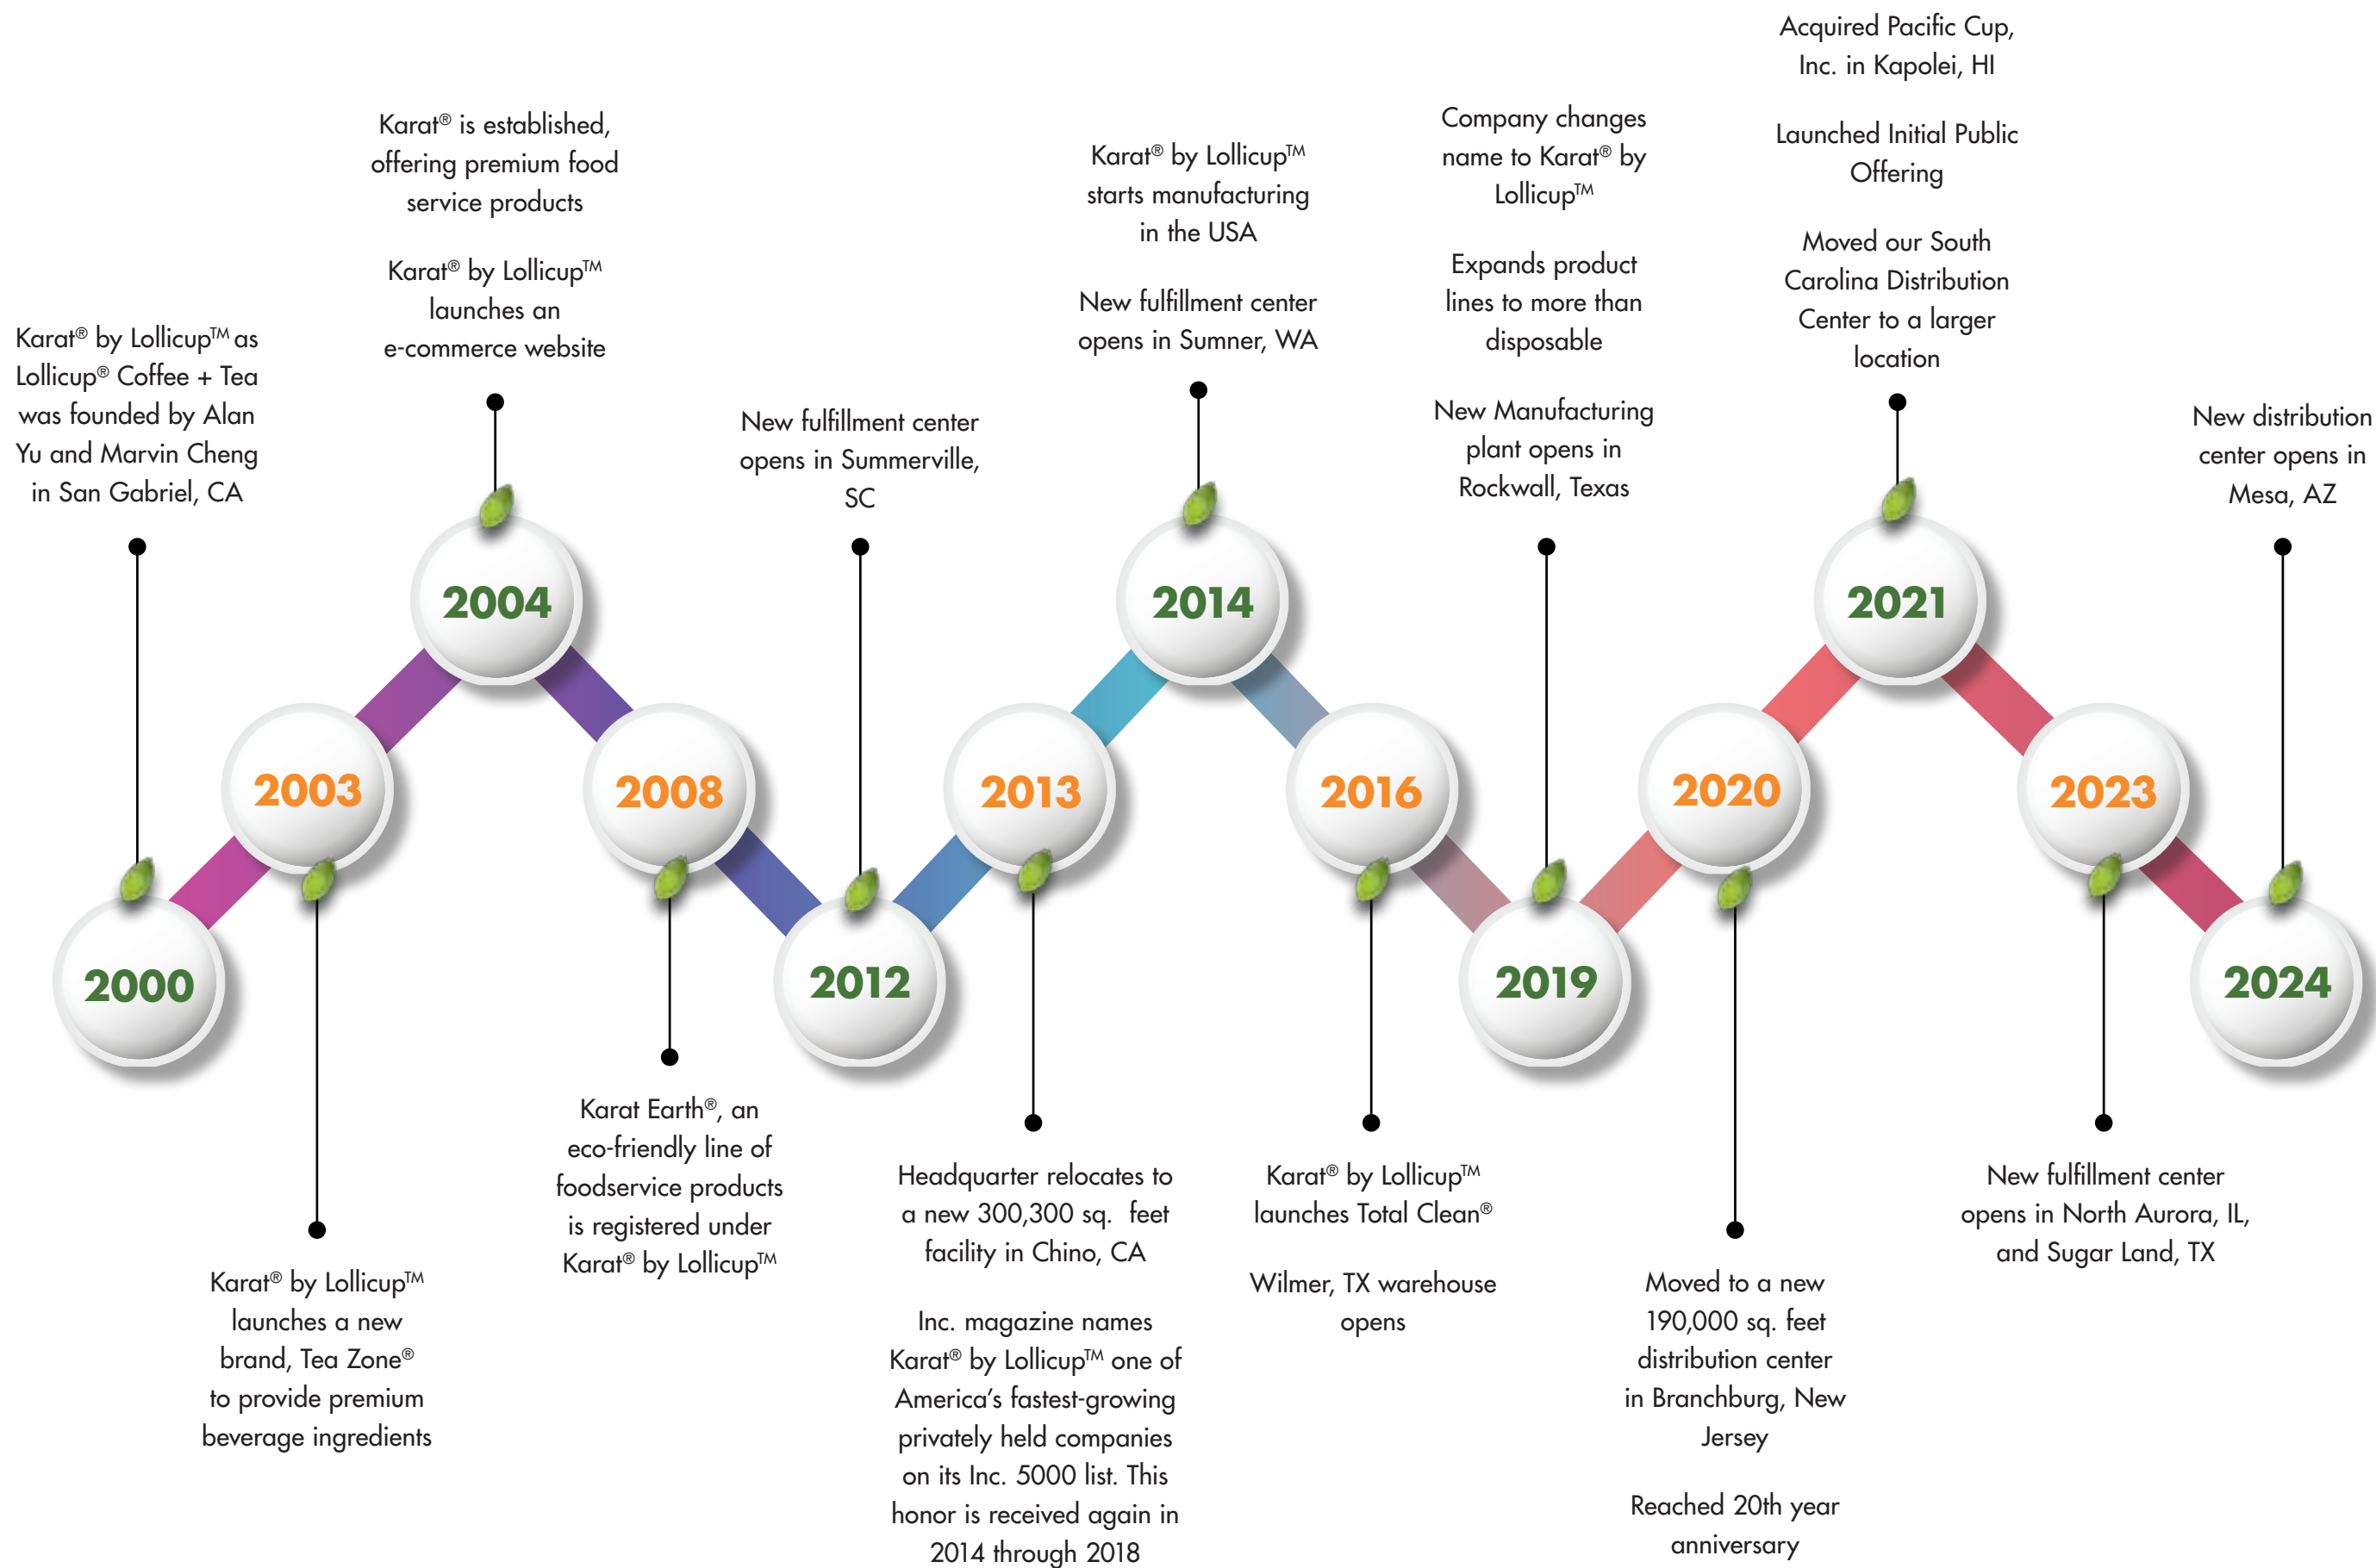 Karat® by Lollicup™ as
Lollicup® Coffee + Tea
was founded by Alan
Yu and Marvin Cheng
in San Gabriel, CA
2000
2003
Karat® by Lollicup™
launches a new
brand, Tea Zone®
to provide premium
beverage ingredients
Karat® is established,
offering premium food
service products
Karat® by Lollicup™
launches an
e-commerce website
2004
2008
Karat Earth®, an
eco-friendly line of
foodservice products
is registered under
Karat® by Lollicup™
New fulfillment center
opens in Summerville,
SC
2012
2013
Headquarter relocates to
a new 300,300 sq. feet
facility in Chino, CA
Inc. magazine names
Karat® by Lollicup™ one of
America's fastest-growing
privately held companies
on its Inc. 5000 list. This
honor is received again in
2014 through 2018
Karat® by Lollicup™
starts manufacturing
in the USA
New fulfillment center
opens in Sumner, WA
2014
2016
Karat® by Lollicup™
launches Total Clean®
Wilmer, TX warehouse
opens
Company changes
name to Karat® by
Lollicup™
Expands product
lines to more than
disposable
New Manufacturing
plant opens in
Rockwall, Texas
2019
2020
Moved to a new
190,000 sq. feet
distribution center
in Branchburg, New
Jersey
Reached 20th year
anniversary
Acquired Pacific Cup,
Inc. in Kapolei, HI
Launched Initial Public
Offering
Moved our South
Carolina Distribution
Center to a larger
location
2021
2023
New fulfillment center
opens in North Aurora, IL,
and Sugar Land, TX
New distribution
center opens in
Mesa, AZ
2024